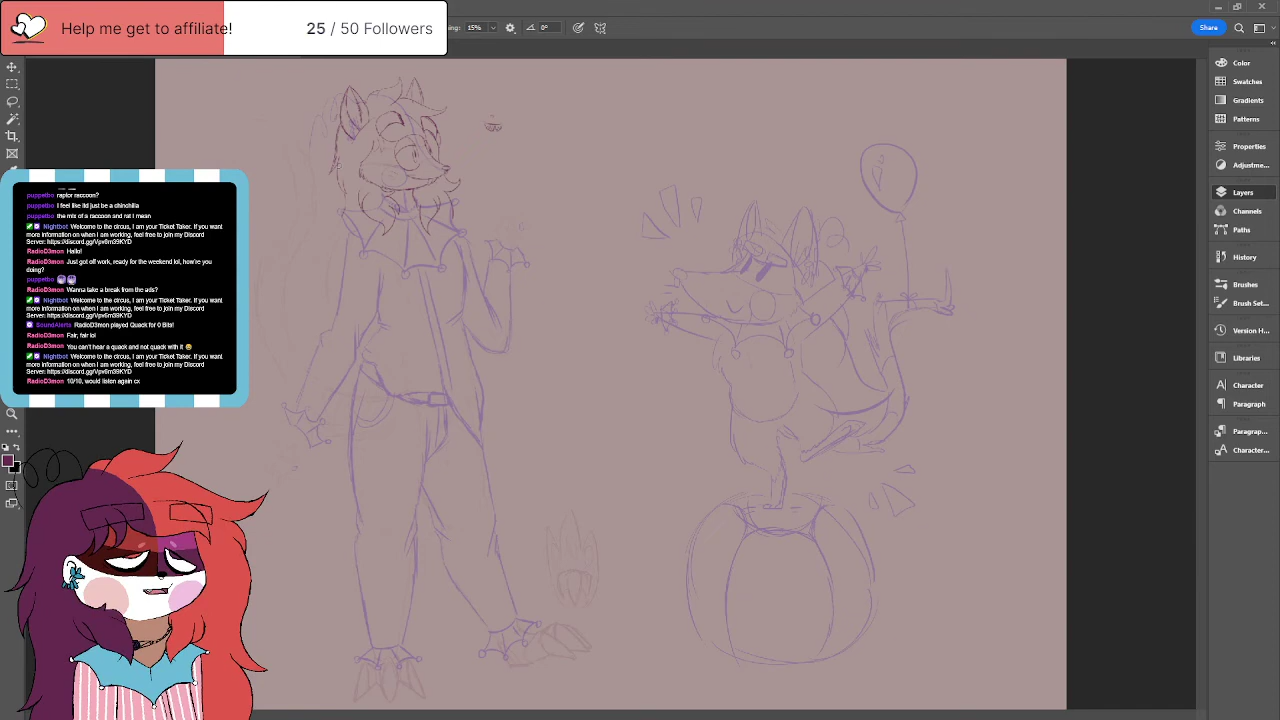 Help me get to affiliate!
25 / 50 Followers
15%
0°
Share
Color
Swatches
Gradients
Patterns
Properties
Adjustme...
Layers
Channels
Paths
History
Brushes
Brush Set...
Version H...
Libraries
Character
Paragraph
Paragrap...
Character...
puppetbo raptor raccoon?
puppetbo I feel like itd just be a chinchilla
puppetbo the mix of a raccoon and rat I mean
Nightbot Welcome to the circus, I am your Ticket Taker. If you want
more information on when I am working, feel free to join my Discord
RadioD3mon Hallo!
RadioD3mon Just got off work, ready for the weekend lol, how're you
doing?
puppetbo
RadioD3mon Wanna take a break from the ads?
Nightbot Welcome to the circus, I am your Ticket Taker. If you want
more information on when I am working, feel free to join my Discord
SoundAlerts RadioD3mon played Quack for 0 Bits!
RadioD3mon Fair, fair lol
RadioD3mon You can't hear a quack and not quack with it 😅
Nightbot Welcome to the circus, I am your Ticket Taker. If you want
more information on when I am working, feel free to join my Discord
RadioD3mon 10/10, would listen again cx